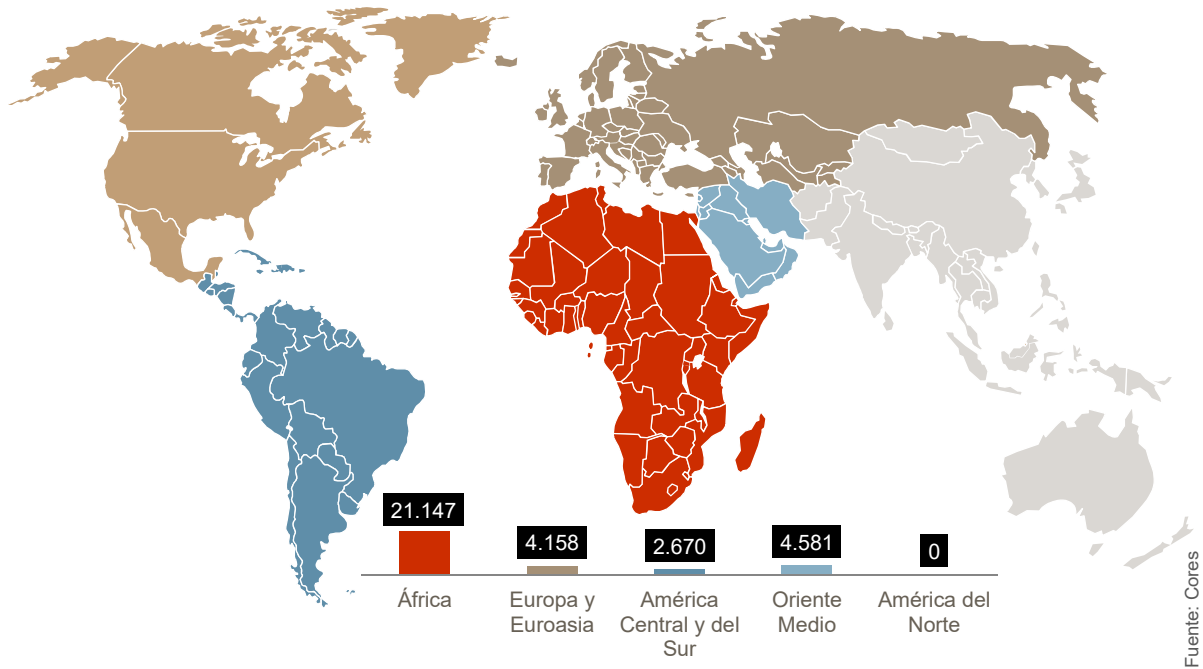 21.147
4.158
2.670
4.581
0
África
Europa y
Euroasia
América
Central y del
Sur
Oriente
Medio
América del
Norte
Fuente: Cores